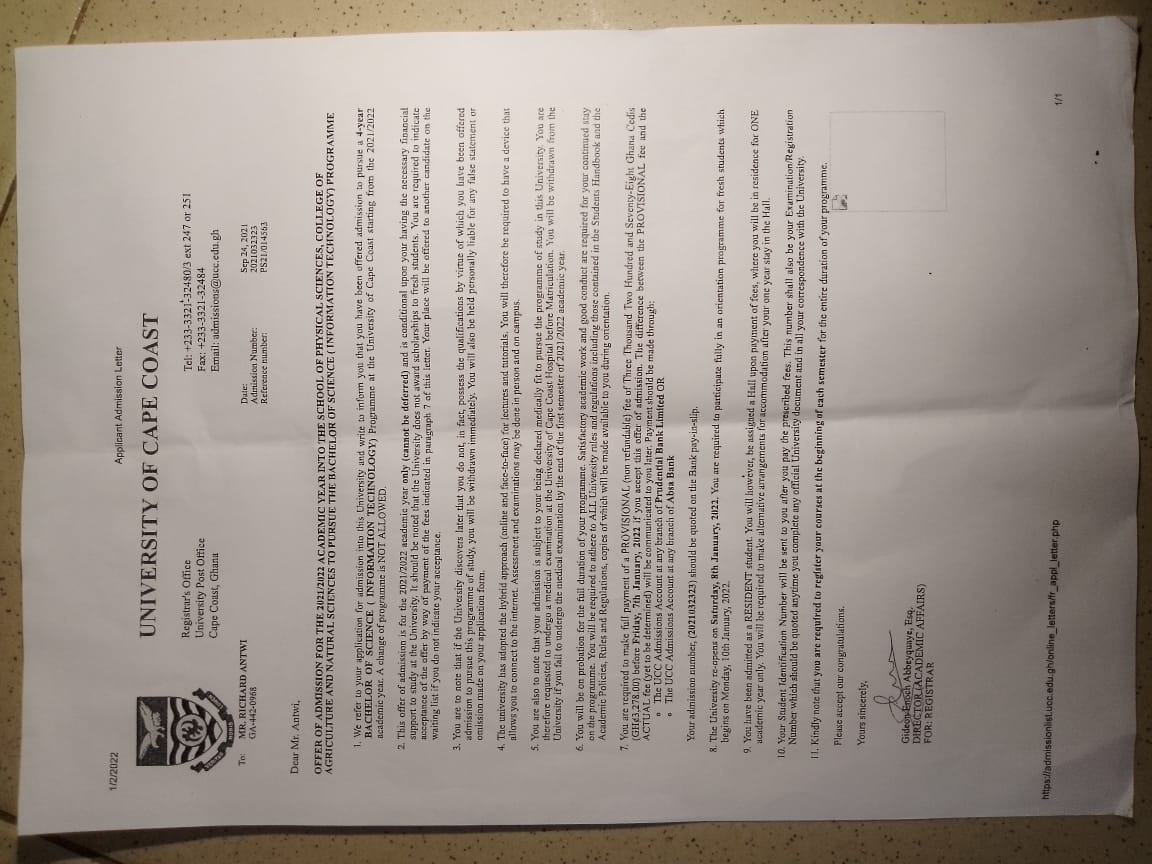 1/2/2022
Applicant Admission Letter
UNIVERSITY OF CAPE COAST
Registrar's Office
University Post Office
Cape Coast, Ghana
Tel: +233-3321-32480/3 ext 247 or 251
Fax: +233-3321-32484
Email: admissions@ucc.edu.gh
NOBIS
To: MR. RICHARD ANTWI
GA-442-0968
Date: Sep 24, 2021
Admission Number: 2021032323
Reference number: PS21/014563
Dear Mr. Antwi,
OFFER OF ADMISSION FOR THE 2021/2022 ACADEMIC YEAR INTO THE SCHOOL OF PHYSICAL SCIENCES, COLLEGE OF
AGRICULTURE AND NATURAL SCIENCES TO PURSUE THE BACHELOR OF SCIENCE ( INFORMATION TECHNOLOGY) PROGRAMME
1. We refer to your application for admission into this University and write to inform you that you have been offered admission to pursue a 4-year
BACHELOR OF SCIENCE ( INFORMATION TECHNOLOGY) Programme at the University of Cape Coast starting from the 2021/2022
academic year. A change of programme is NOT ALLOWED.
2. This offer of admission is for the 2021/2022 academic year only (cannot be deferred) and is conditional upon your having the necessary financial
support to study at the University. It should be noted that the University does not award scholarships to fresh students. You are required to indicate
acceptance of the offer by way of payment of the fees indicated in paragraph 7 of this letter. Your place will be offered to another candidate on the
waiting list if you do not indicate your acceptance.
3. You are to note that if the University discovers later that you do not, in fact, possess the qualifications by virtue of which you have been offered
admission to pursue this programme of study, you will be withdrawn immediately. You will also be held personally liable for any false statement or
omission made on your application form.
4. The university has adopted the hybrid approach (online and face-to-face) for lectures and tutorials. You will therefore be required to have a device that
allows you to connect to the internet. Assessment and examinations may be done in person and on campus.
5. You are also to note that your admission is subject to your being declared medically fit to pursue the programme of study in this University. You are
therefore requested to undergo a medical examination at the University of Cape Coast Hospital before Matriculation. You will be withdrawn from the
University if you fail to undergo the medical examination by the end of the first semester of 2021/2022 academic year.
6. You will be on probation for the full duration of your programme. Satisfactory academic work and good conduct are required for your continued stay
on the programme. You will be required to adhere to ALL University rules and regulations including those contained in the Students Handbook and the
Academic Policies, Rules and Regulations, copies of which will be made available to you during orientation.
7. You are required to make full payment of a PROVISIONAL (non refundable) fee of Three Thousand Two Hundred and Seventy-Eight Ghana Cedis
(GH¢3,278.00) before Friday, 7th January, 2022 if you accept this offer of admission. The difference between the PROVISIONAL fee and the
ACTUAL fee (yet to be determined) will be communicated to you later. Payment should be made through:
o The UCC Admissions Account at any branch of Prudential Bank Limited OR
o The UCC Admissions Account at any branch of Absa Bank
Your admission number, (2021032323) should be quoted on the Bank pay-in-slip.
8. The University re-opens on Saturday, 8th January, 2022. You are required to participate fully in an orientation programme for fresh students which
begins on Monday, 10th January, 2022.
9. You have been admitted as a RESIDENT student. You will however, be assigned a Hall upon payment of fees, where you will be in residence for ONE
academic year only. You will be required to make alternative arrangements for accommodation after your one year stay in the Hall.
10. Your Student Identification Number will be sent to you after you pay the prescribed fees. This number shall also be your Examination/Registration
Number which should be quoted anytime you complete any official University document and in all your correspondence with the University.
11. Kindly note that you are required to register your courses at the beginning of each semester for the entire duration of your programme.
Please accept our congratulations.
Yours sincerely,
Gideon Enoch Abbeyquaye, Esq.
DIRECTOR (ACADEMIC AFFAIRS)
FOR: REGISTRAR
https://admissionlist.ucc.edu.gh/online_letters/fr_appl_letter.php
1/1